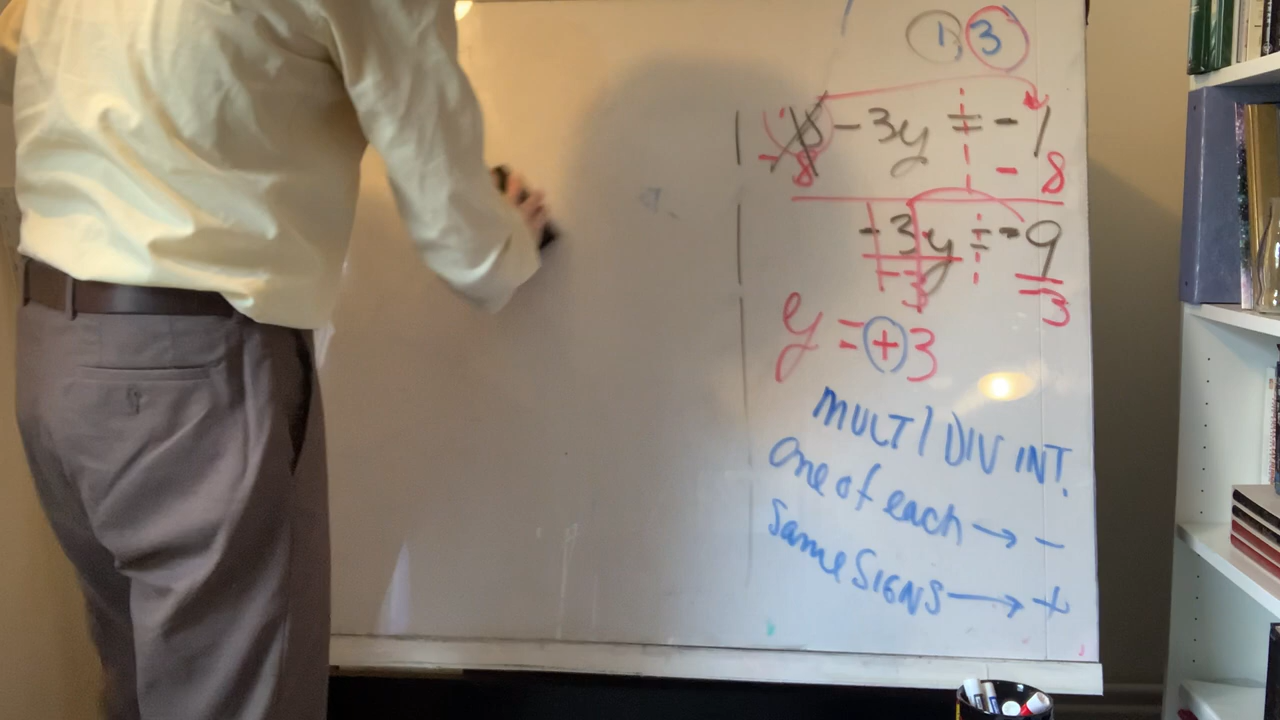 1, 3
8 - 3y = - 1
- 8 - 8
- 3y = - 9
- 3 - 3
y = + 3
MULT / DIV INT.
One of each → -
Same SIGNS → +